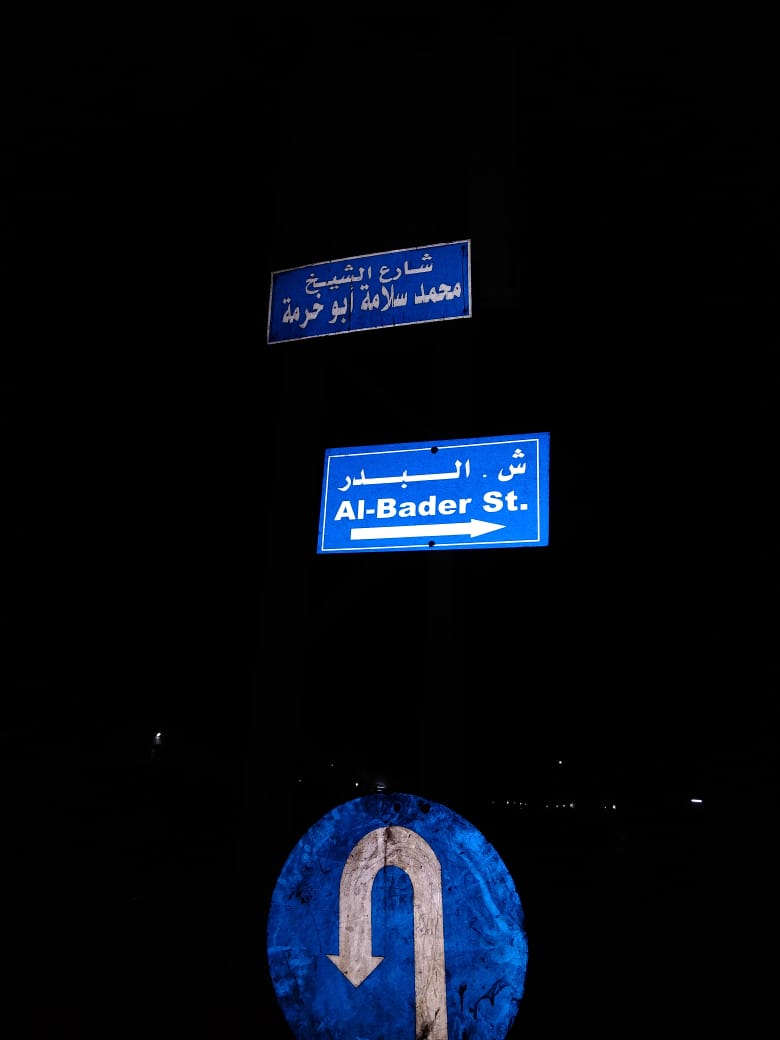 شارع الشيخ
محمد سلامة أبو خرمة
ش . البدر
Al-Bader St.